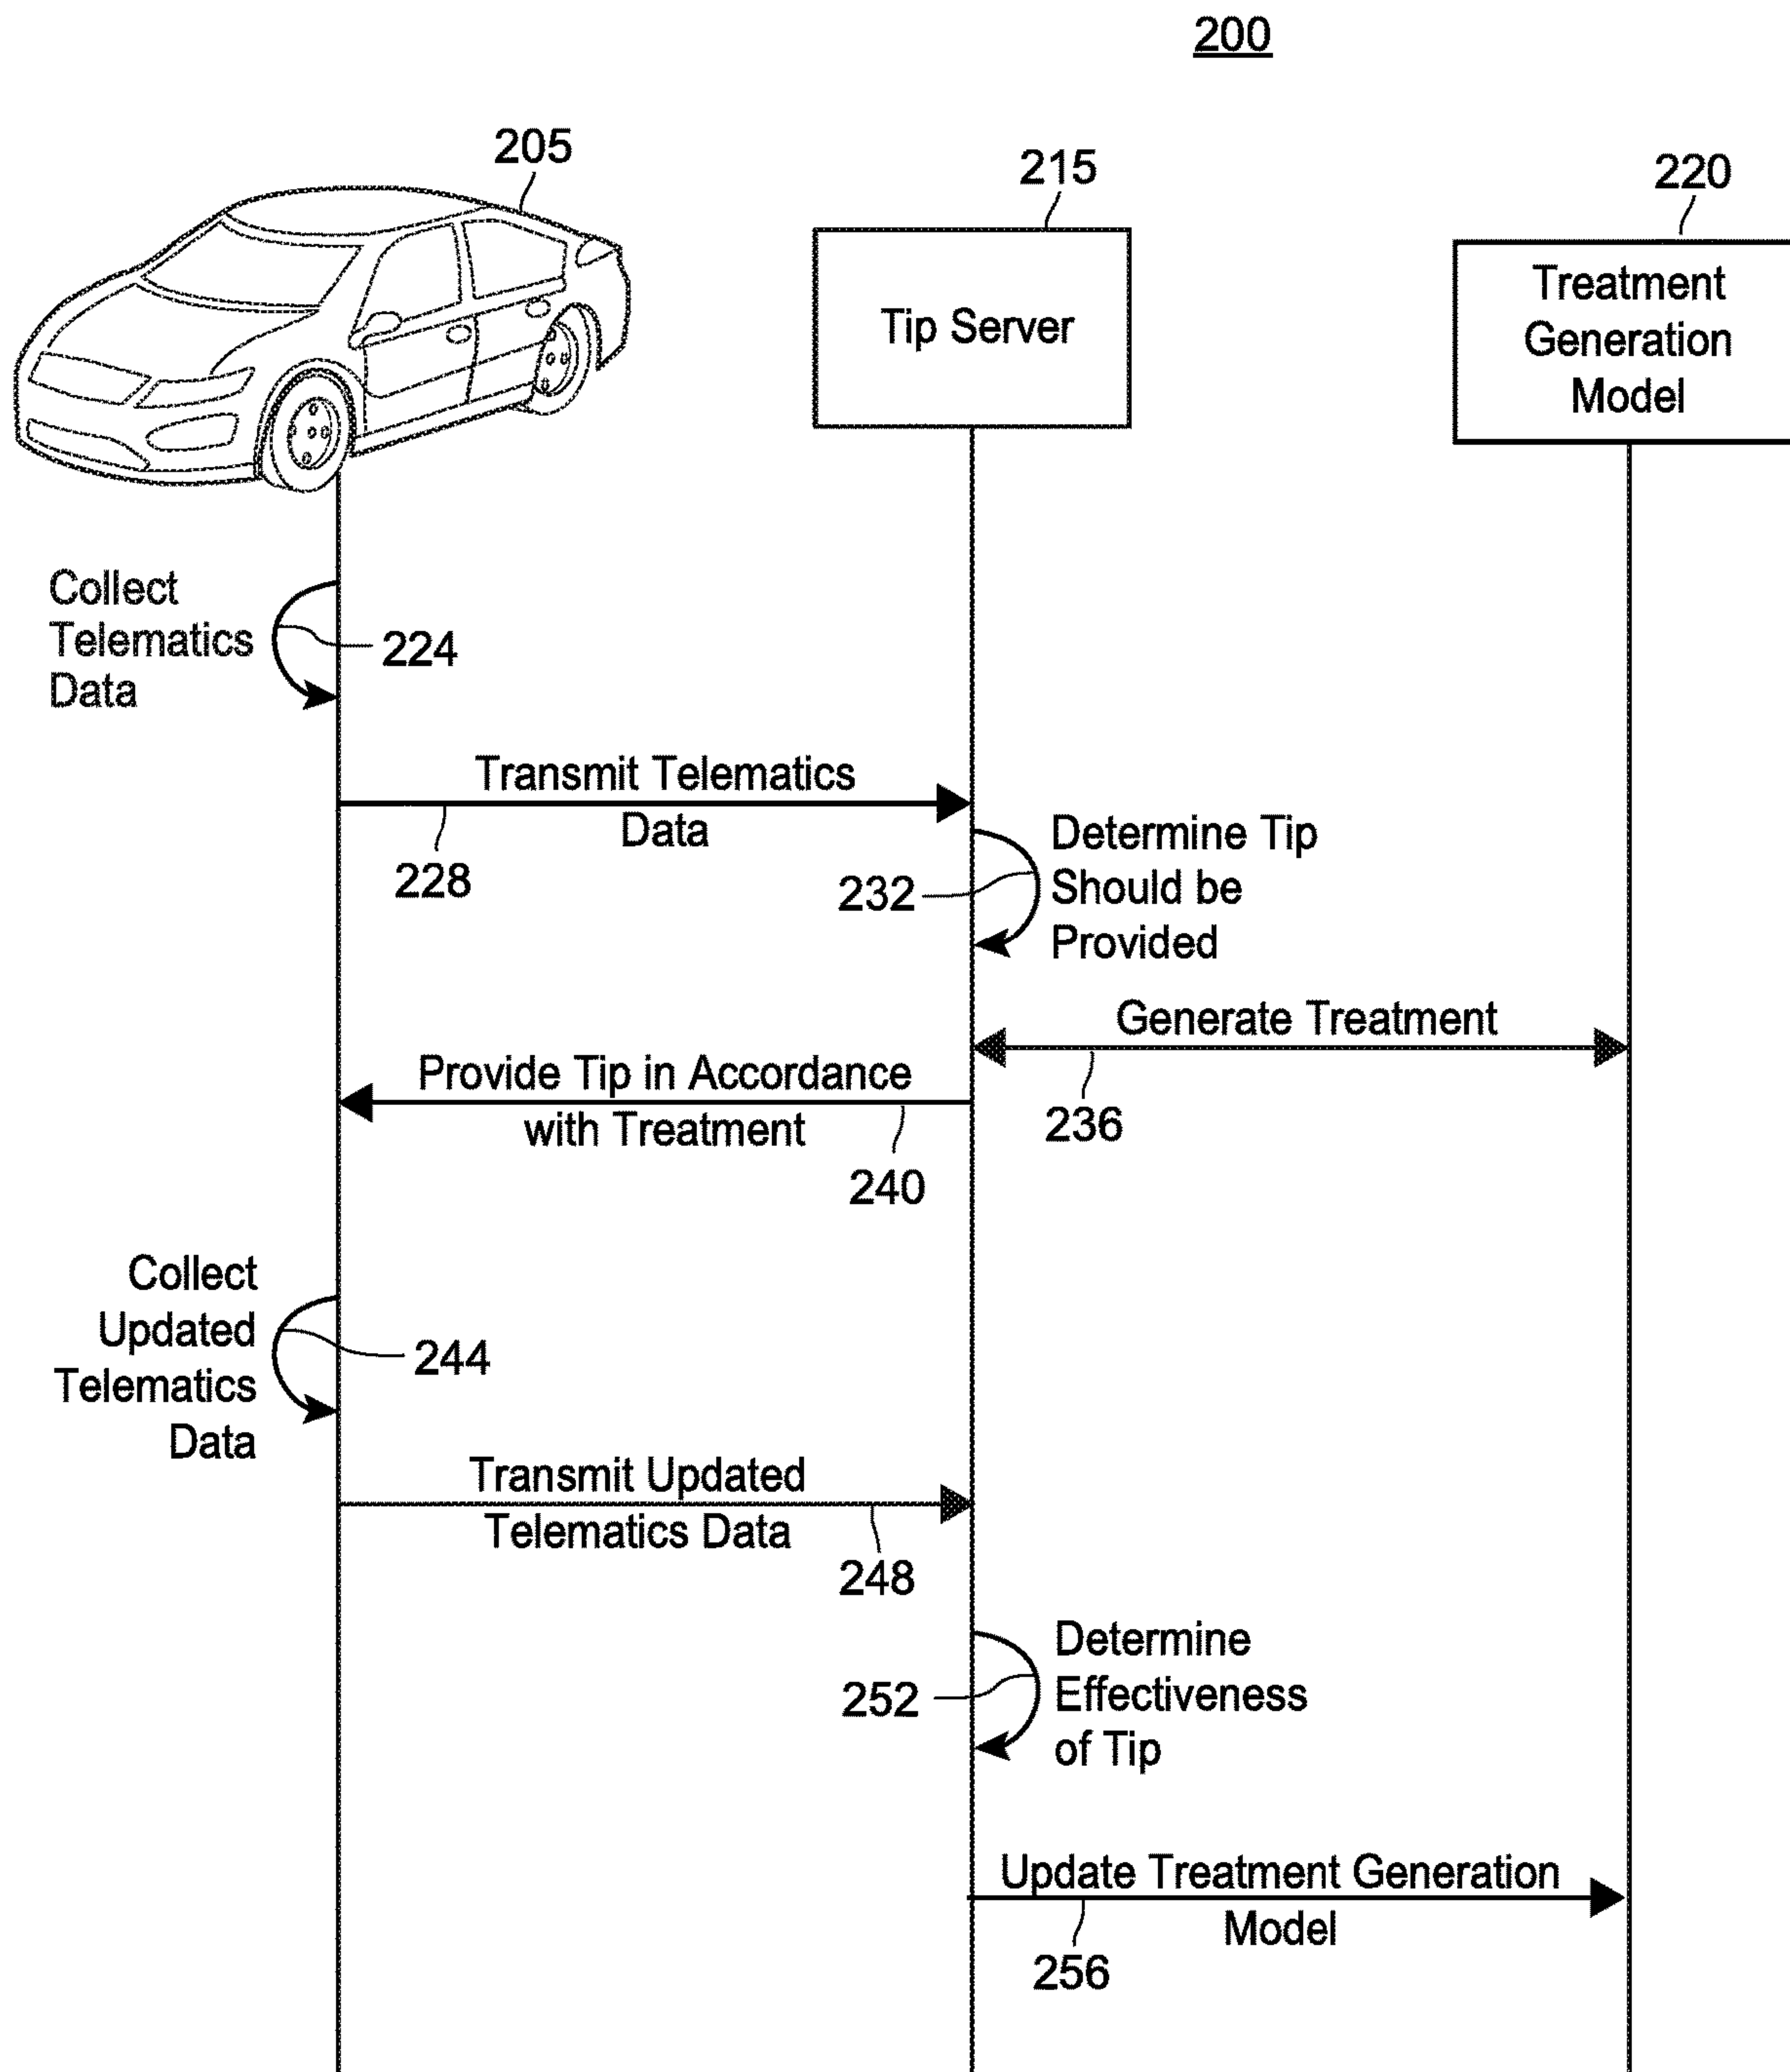 200
205
215
220
Tip Server
Treatment
Generation
Model
Collect
Telematics
Data
224
Transmit Telematics
Data
228
Determine Tip
Should be
Provided
232
Generate Treatment
236
Provide Tip in Accordance
with Treatment
240
Collect
Updated
Telematics
Data
244
Transmit Updated
Telematics Data
248
Determine
Effectiveness
of Tip
252
Update Treatment Generation
Model
256